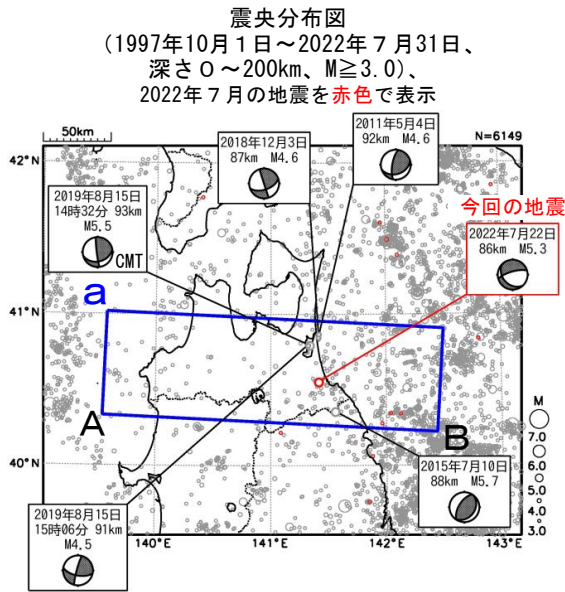 震央分布図
(1997年10月１日～2022年７月31日、
深さ０～200km、M≧3.0)、
2022年７月の地震を赤色で表示
50km
N=6149
2018年12月3日
87km M4.6
2011年5月4日
92km M4.6
42°N
2019年8月15日
14時32分 93km
M5.5
CMT
今回の地震
2022年7月22日
86km M5.3
a
41°N
A
B
M
7.0
6.0
5.0
4.0
3.0
40°N
2015年7月10日
88km M5.7
2019年8月15日
15時06分 91km
M4.5
140°E
141°E
142°E
143°E